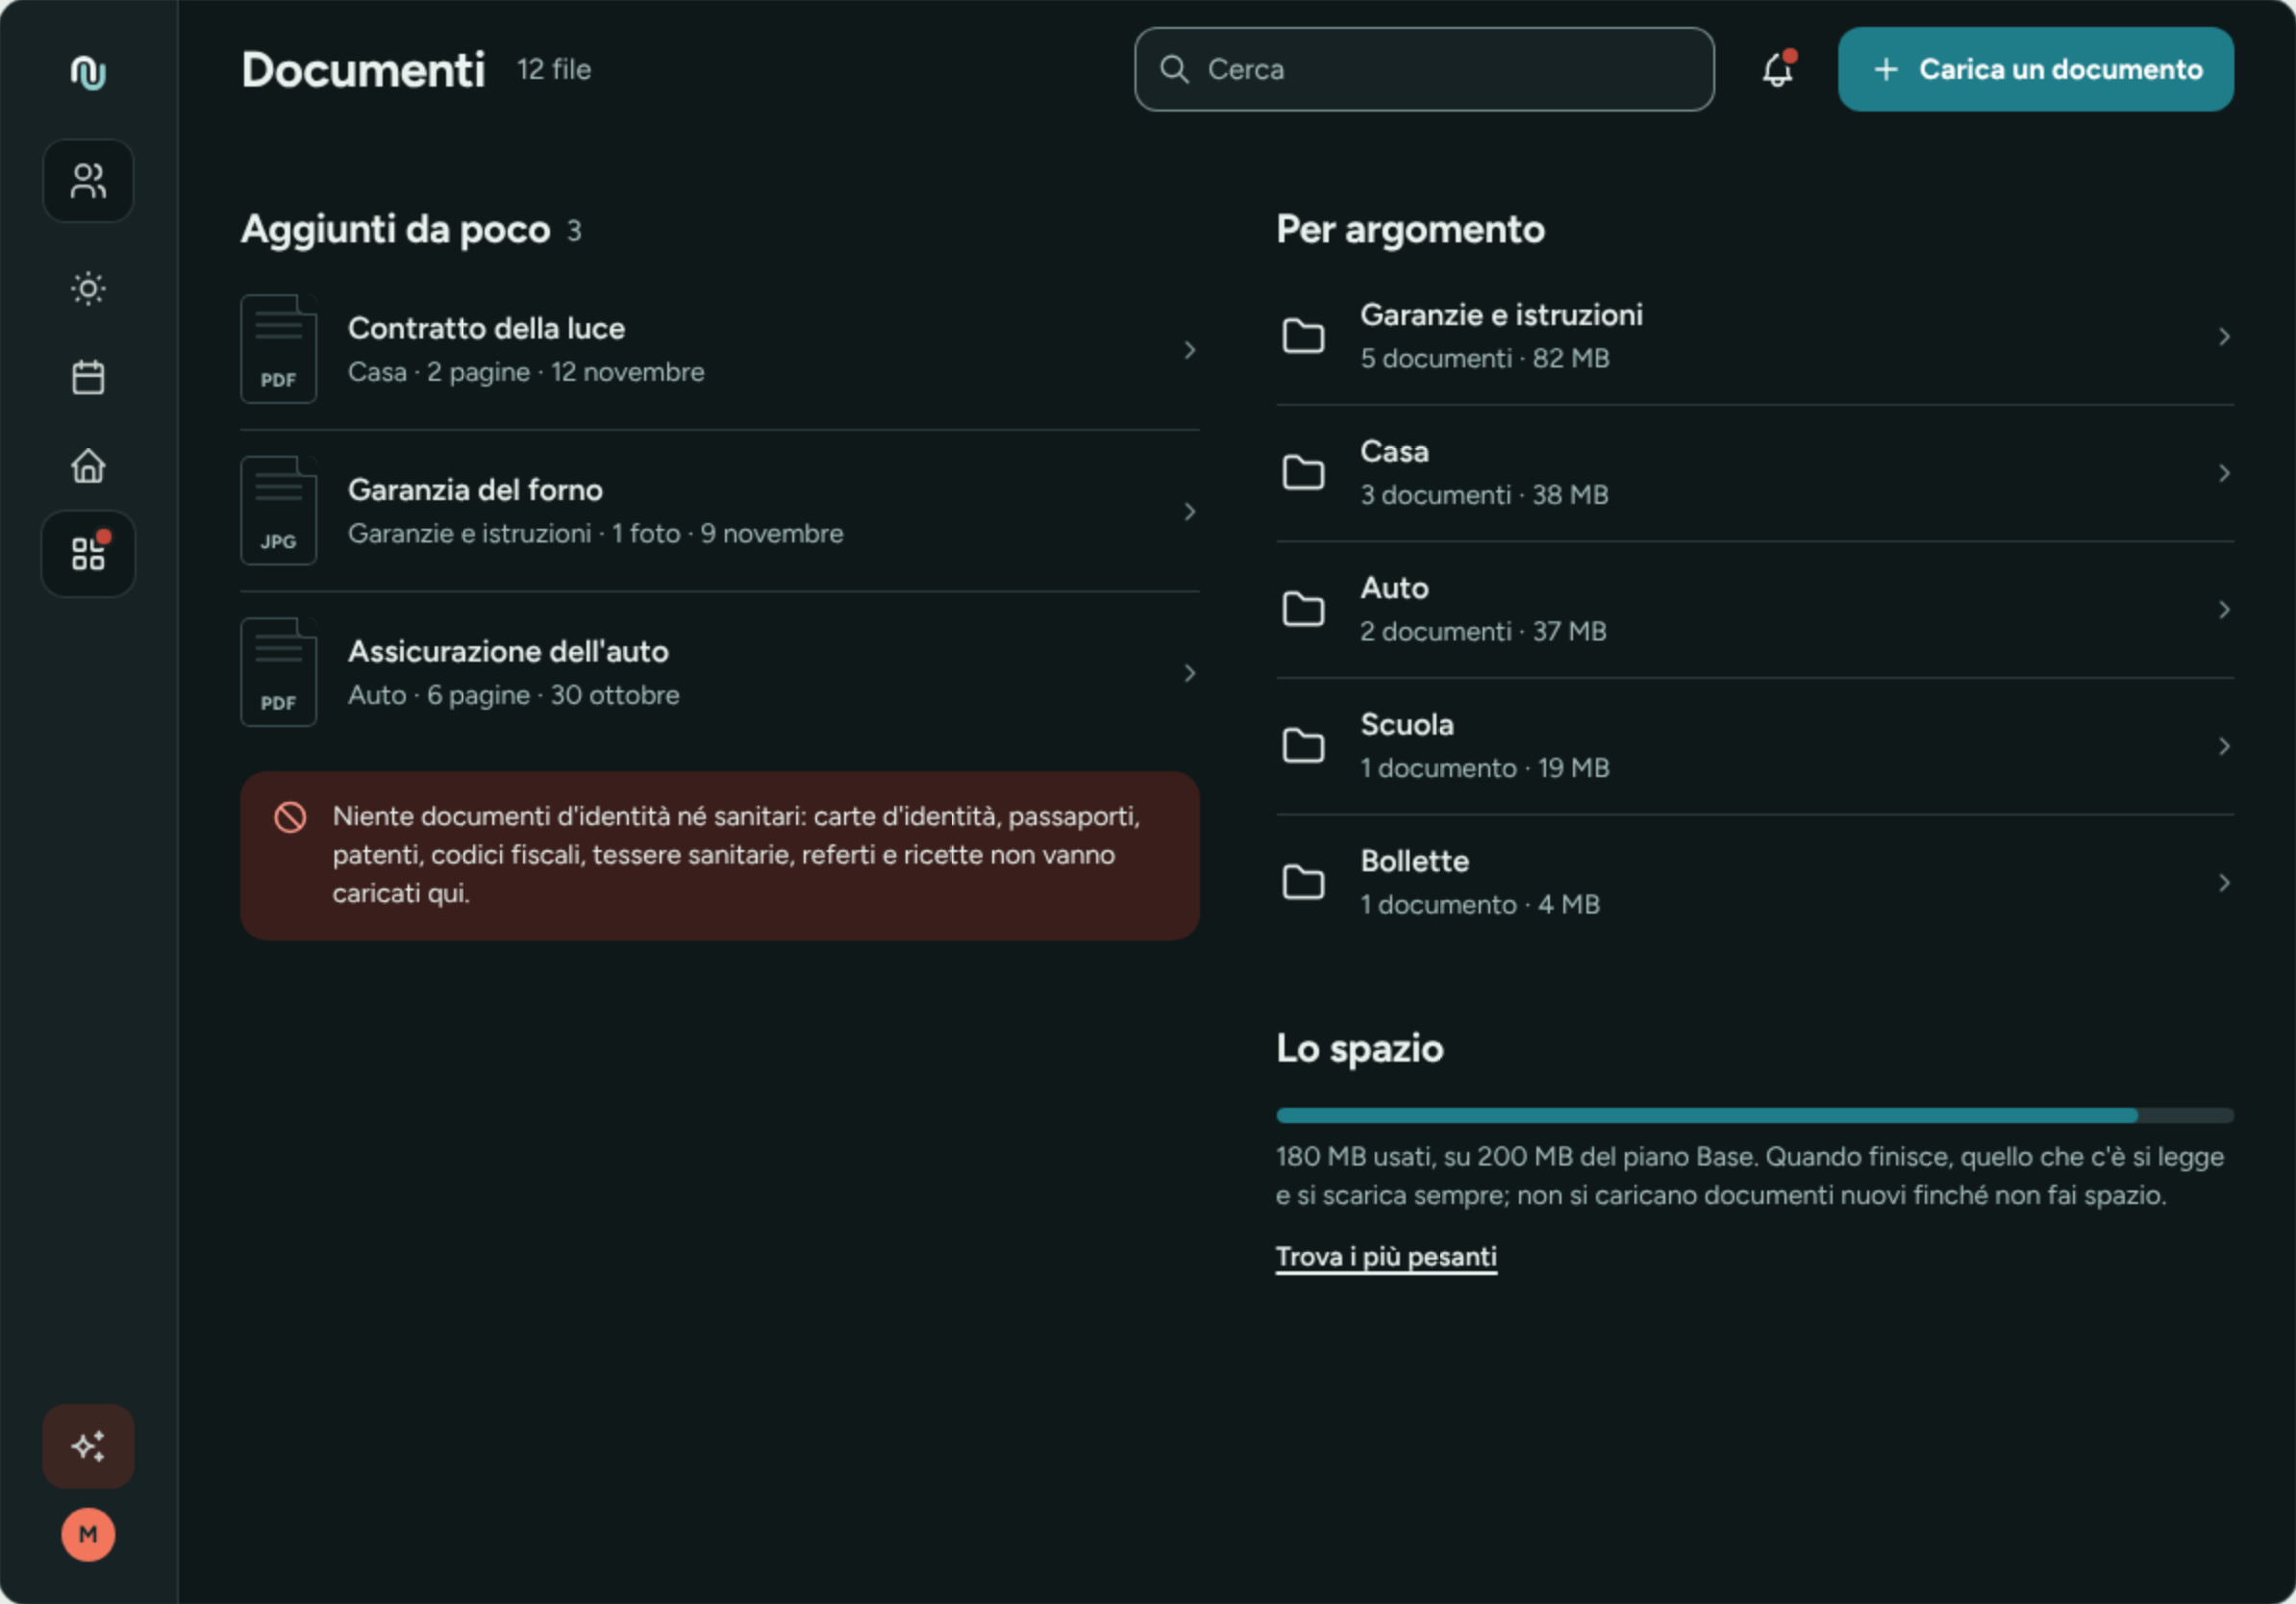 Documenti 12 file
Cerca
Carica un documento
Aggiunti da poco 3
PDF
Contratto della luce
Casa · 2 pagine · 12 novembre
JPG
Garanzia del forno
Garanzie e istruzioni · 1 foto · 9 novembre
PDF
Assicurazione dell'auto
Auto · 6 pagine · 30 ottobre
Niente documenti d'identità né sanitari: carte d'identità, passaporti,
patenti, codici fiscali, tessere sanitarie, referti e ricette non vanno
caricati qui.
Per argomento
Garanzie e istruzioni
5 documenti · 82 MB
Casa
3 documenti · 38 MB
Auto
2 documenti · 37 MB
Scuola
1 documento · 19 MB
Bollette
1 documento · 4 MB
Lo spazio
180 MB usati, su 200 MB del piano Base. Quando finisce, quello che c'è si legge
e si scarica sempre; non si caricano documenti nuovi finché non fai spazio.
Trova i più pesanti
M